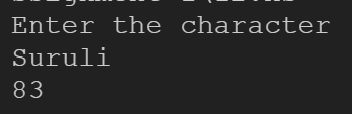 Enter the character
Suruli
83